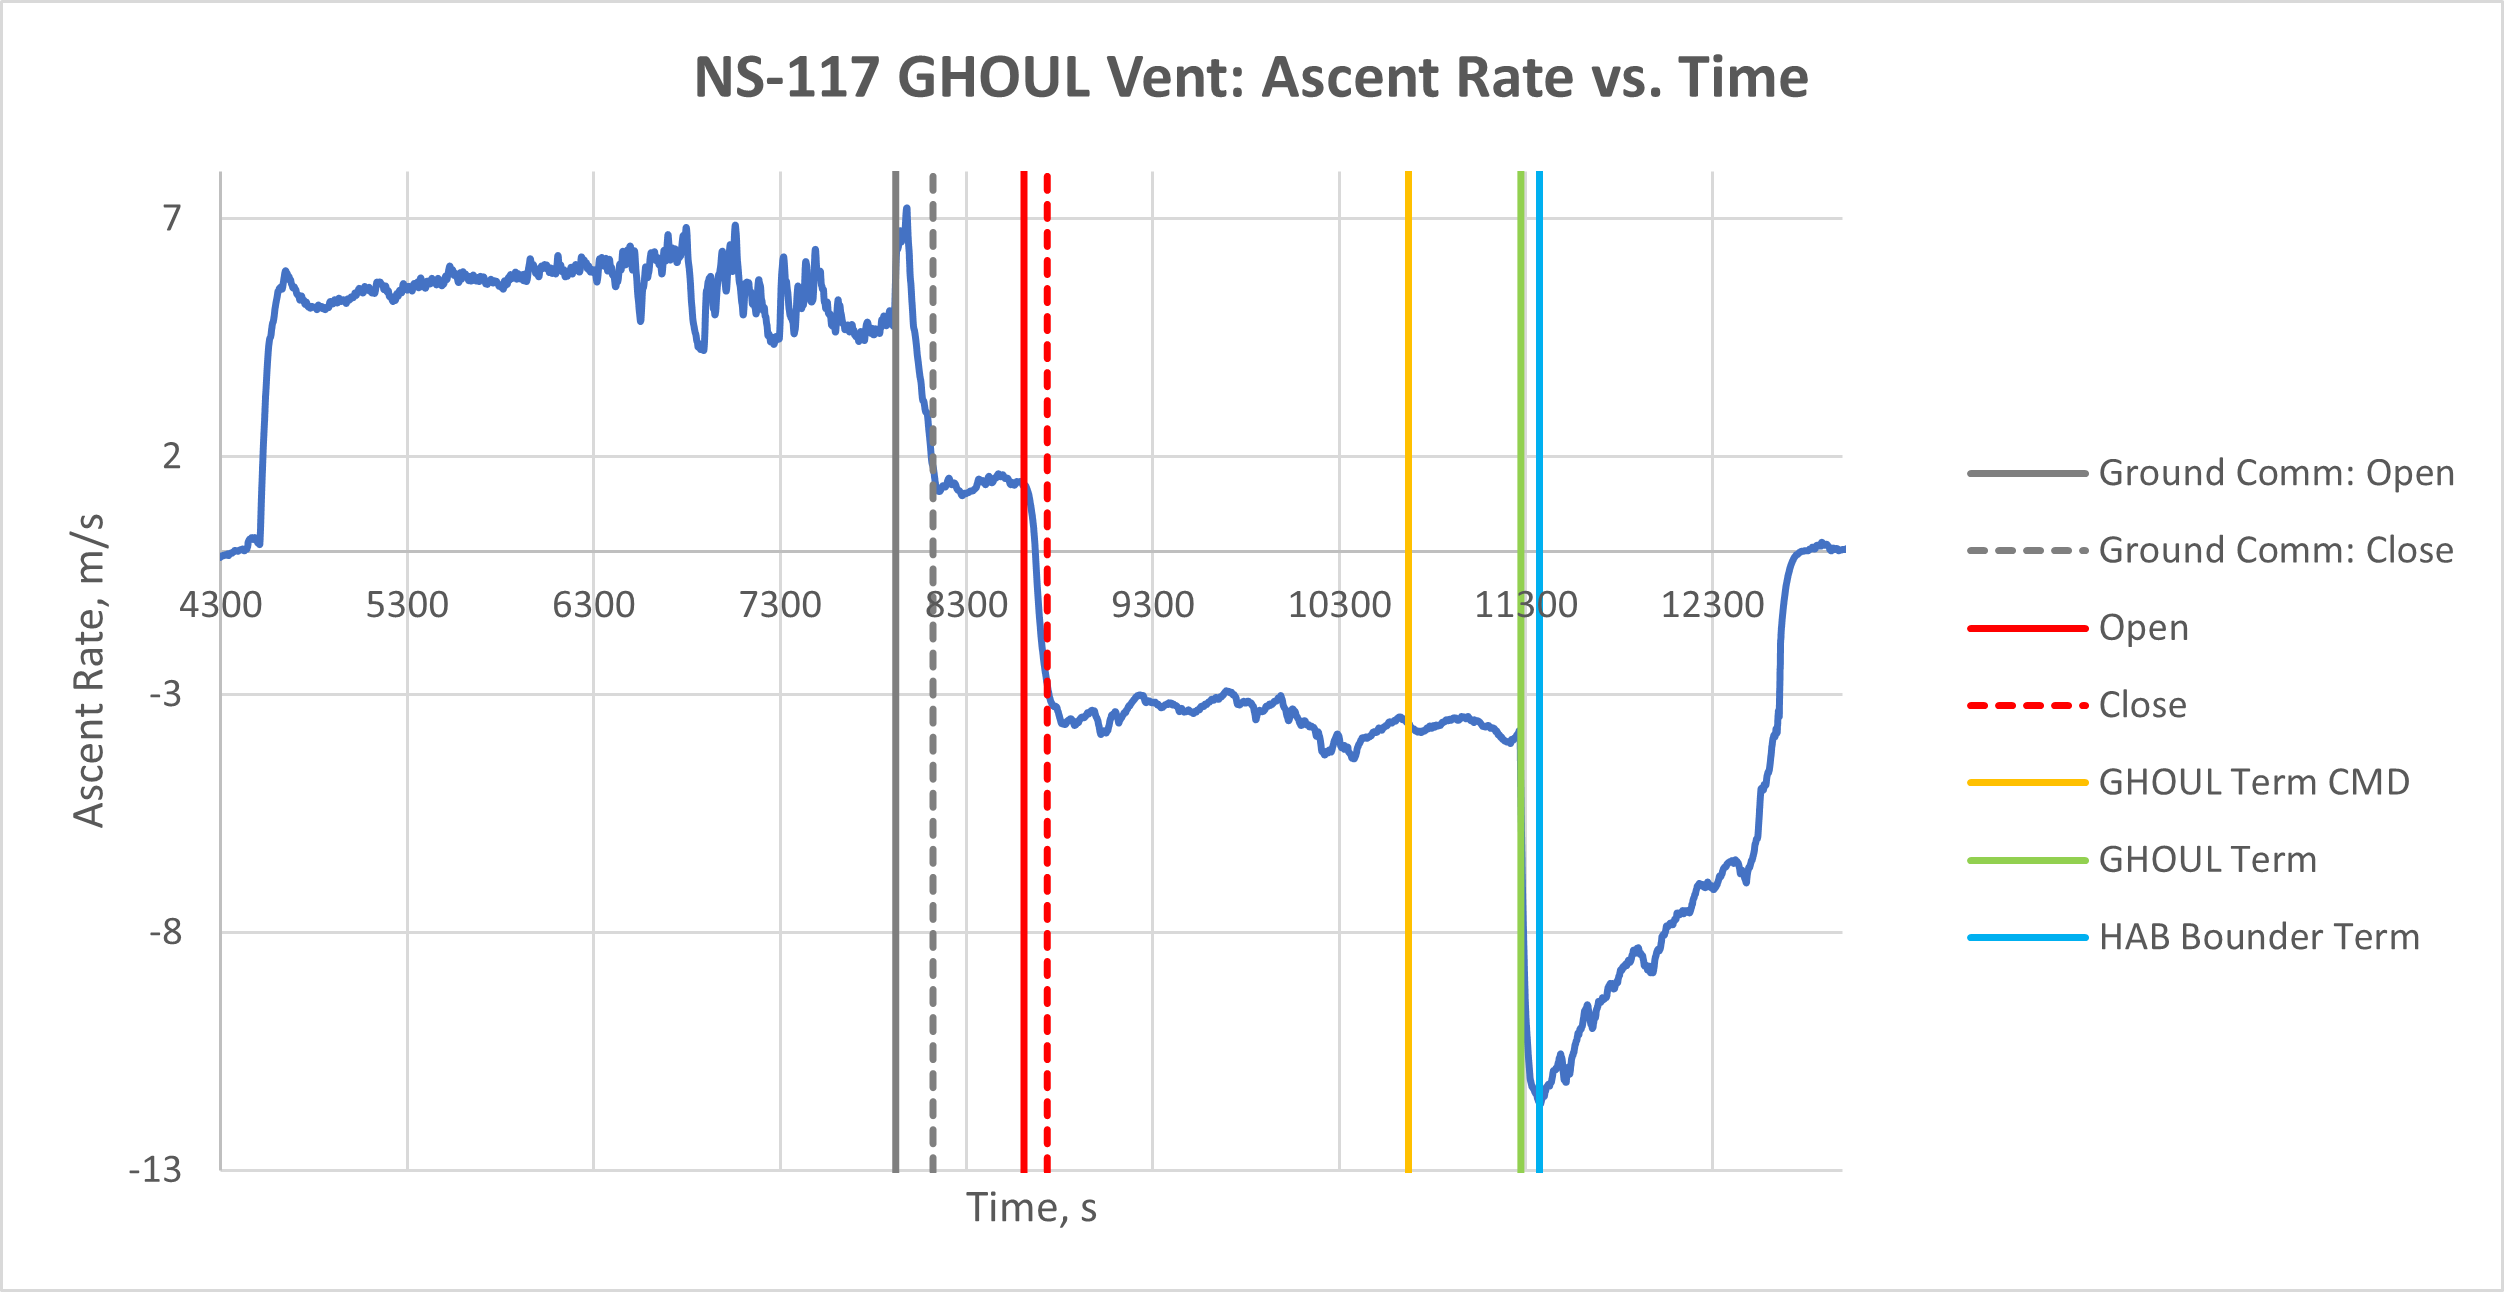 NS-117 GHOUL Vent: Ascent Rate vs. Time
7
2
-3
-8
-13
Ascent Rate, m/s
4300 5300 6300 7300 8300 9300 10300 11300 12300
Time, s
Ground Comm: Open
Ground Comm: Close
Open
Close
GHOUL Term CMD
GHOUL Term
HAB Bounder Term